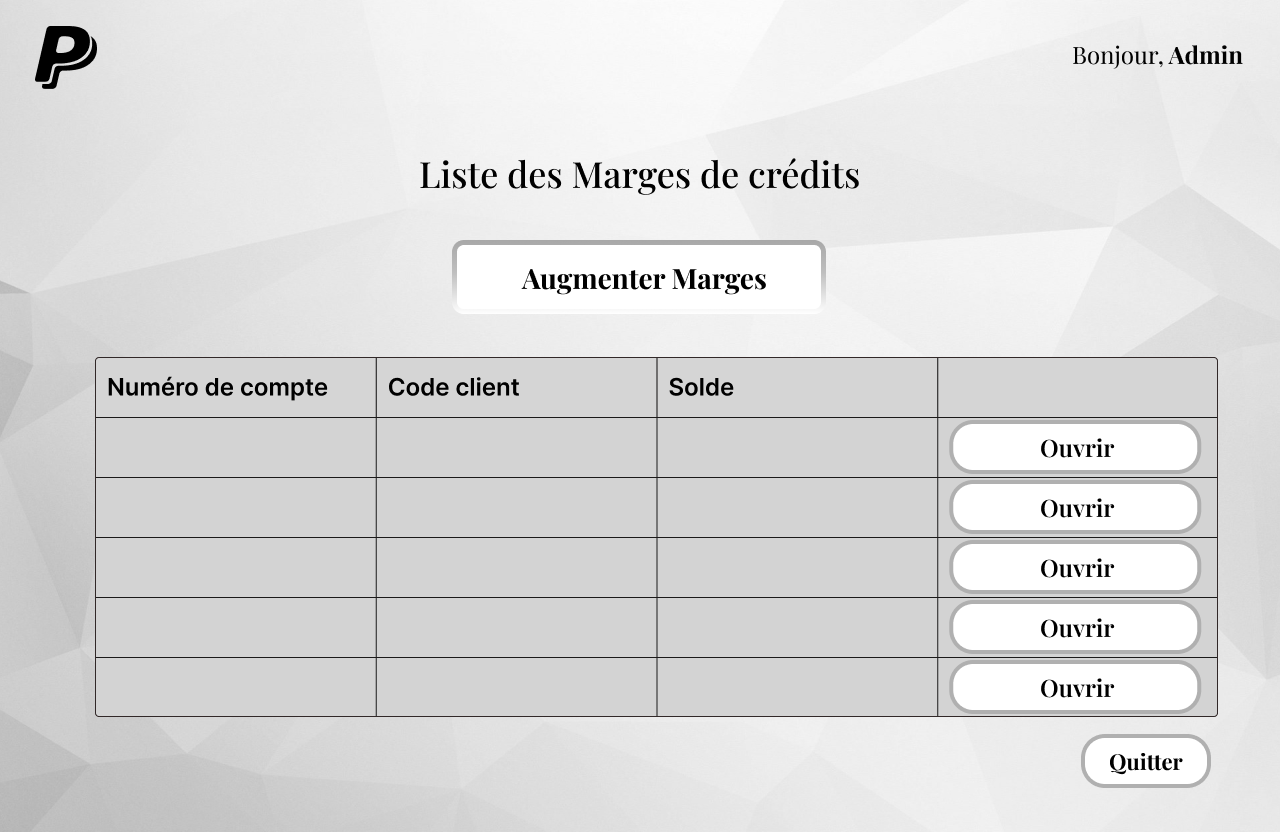 P
Bonjour, Admin
Liste des Marges de crédits
Augmenter Marges
Numéro de compte Code client Solde
Ouvrir
Ouvrir
Ouvrir
Ouvrir
Ouvrir
Quitter